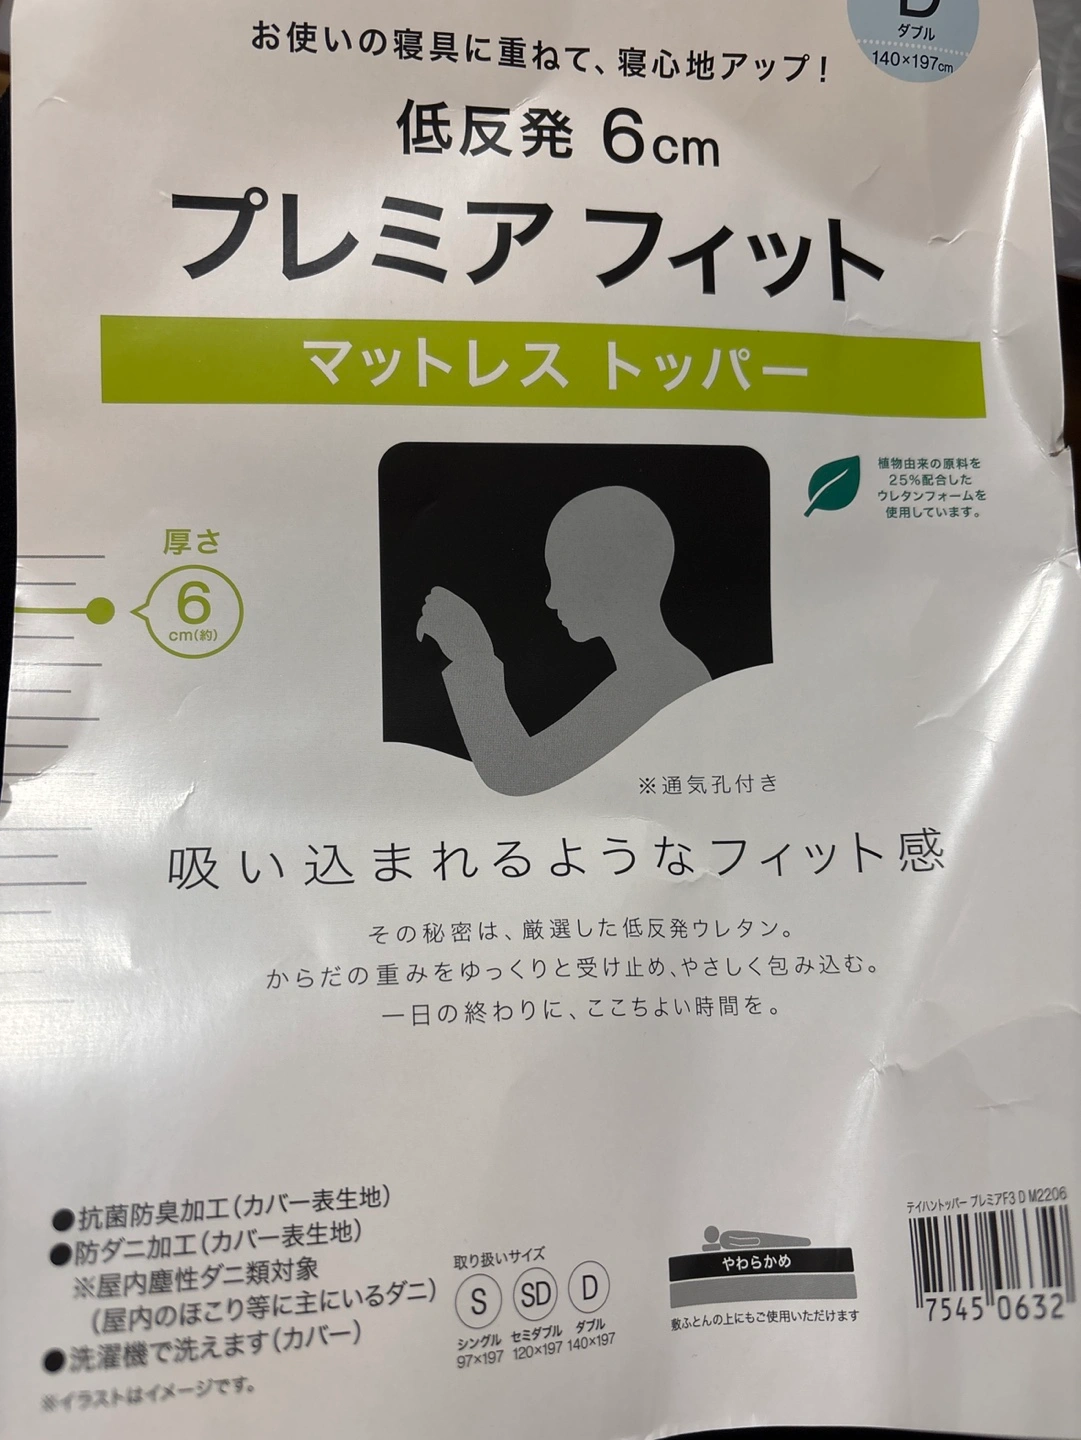 お使いの寝具に重ねて、寝心地アップ!
D
ダブル
140×197cm
低反発 6cm
プレミア フィット
マットレス トッパー
植物由来の原料を
25%配合した
ウレタンフォームを
使用しています。
厚さ
6
cm(約)
※通気孔付き
吸い込まれるようなフィット感
その秘密は、厳選した低反発ウレタン。
からだの重みをゆっくりと受け止め、やさしく包み込む。
一日の終わりに、ここちよい時間を。
●抗菌防臭加工(カバー表生地)
●防ダニ加工(カバー表生地)
※屋内塵性ダニ類対象
(屋内のほこり等に主にいるダニ)
●洗濯機で洗えます(カバー)
※イラストはイメージです。
取り扱いサイズ
S SD D
シングル セミダブル ダブル
97×197 120×197 140×197
やわらかめ
敷ふとんの上にもご使用いただけます
テイハントッパー プレミアF3 D M2206
7545 0632